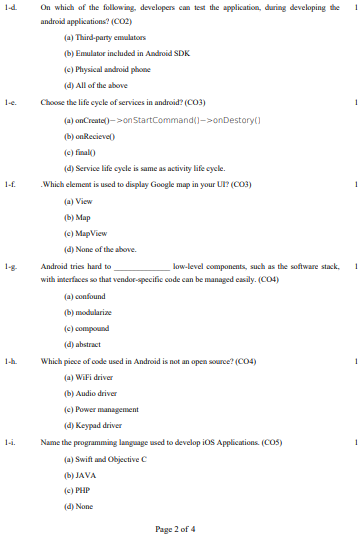 1-d. On which of the following, developers can test the application, during developing the 1
android applications? (CO2)
(a) Third-party emulators
(b) Emulator included in Android SDK
(c) Physical android phone
(d) All of the above
1-e. Choose the life cycle of services in android? (CO3) 1
(a) onCreate()−>onStartCommand()−>onDestory()
(b) onRecieve()
(c) final()
(d) Service life cycle is same as activity life cycle.
1-f. .Which element is used to display Google map in your UI? (CO3) 1
(a) View
(b) Map
(c) MapView
(d) None of the above.
1-g. Android tries hard to ____________ low-level components, such as the software stack, 1
with interfaces so that vendor-specific code can be managed easily. (CO4)
(a) confound
(b) modularize
(c) compound
(d) abstract
1-h. Which piece of code used in Android is not an open source? (CO4) 1
(a) WiFi driver
(b) Audio driver
(c) Power management
(d) Keypad driver
1-i. Name the programming language used to develop iOS Applications. (CO5) 1
(a) Swift and Objective C
(b) JAVA
(c) PHP
(d) None
Page 2 of 4